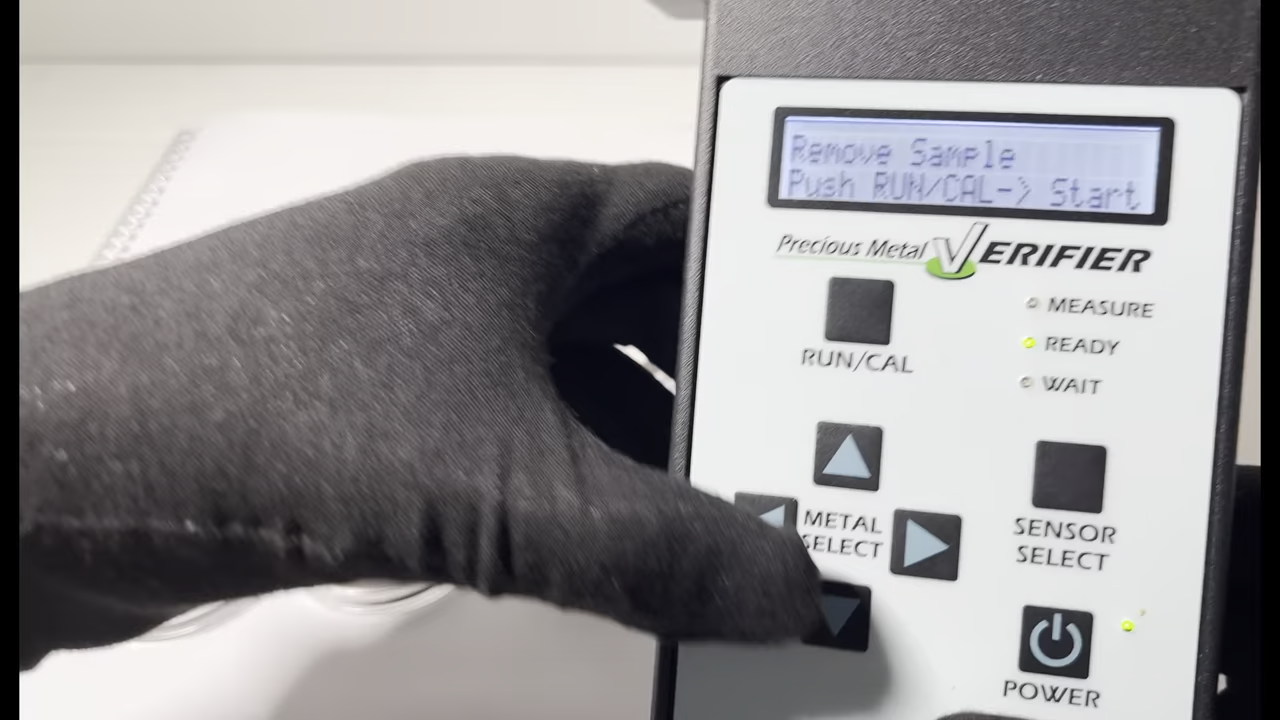 Remove Sample
Push RUN/CAL-> Start
Precious Metal VERIFIER
RUN/CAL
MEASURE
READY
WAIT
METAL
SELECT
SENSOR
SELECT
POWER